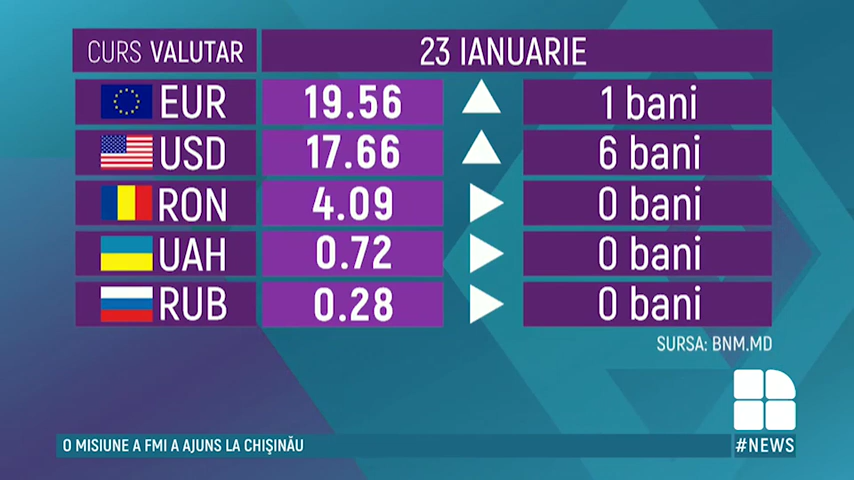 CURS VALUTAR 23 IANUARIE
EUR 19.56 1 bani
USD 17.66 6 bani
RON 4.09 0 bani
UAH 0.72 0 bani
RUB 0.28 0 bani
SURSA: BNM.MD
O MISIUNE A FMI A AJUNS LA CHIŞINĂU
#NEWS